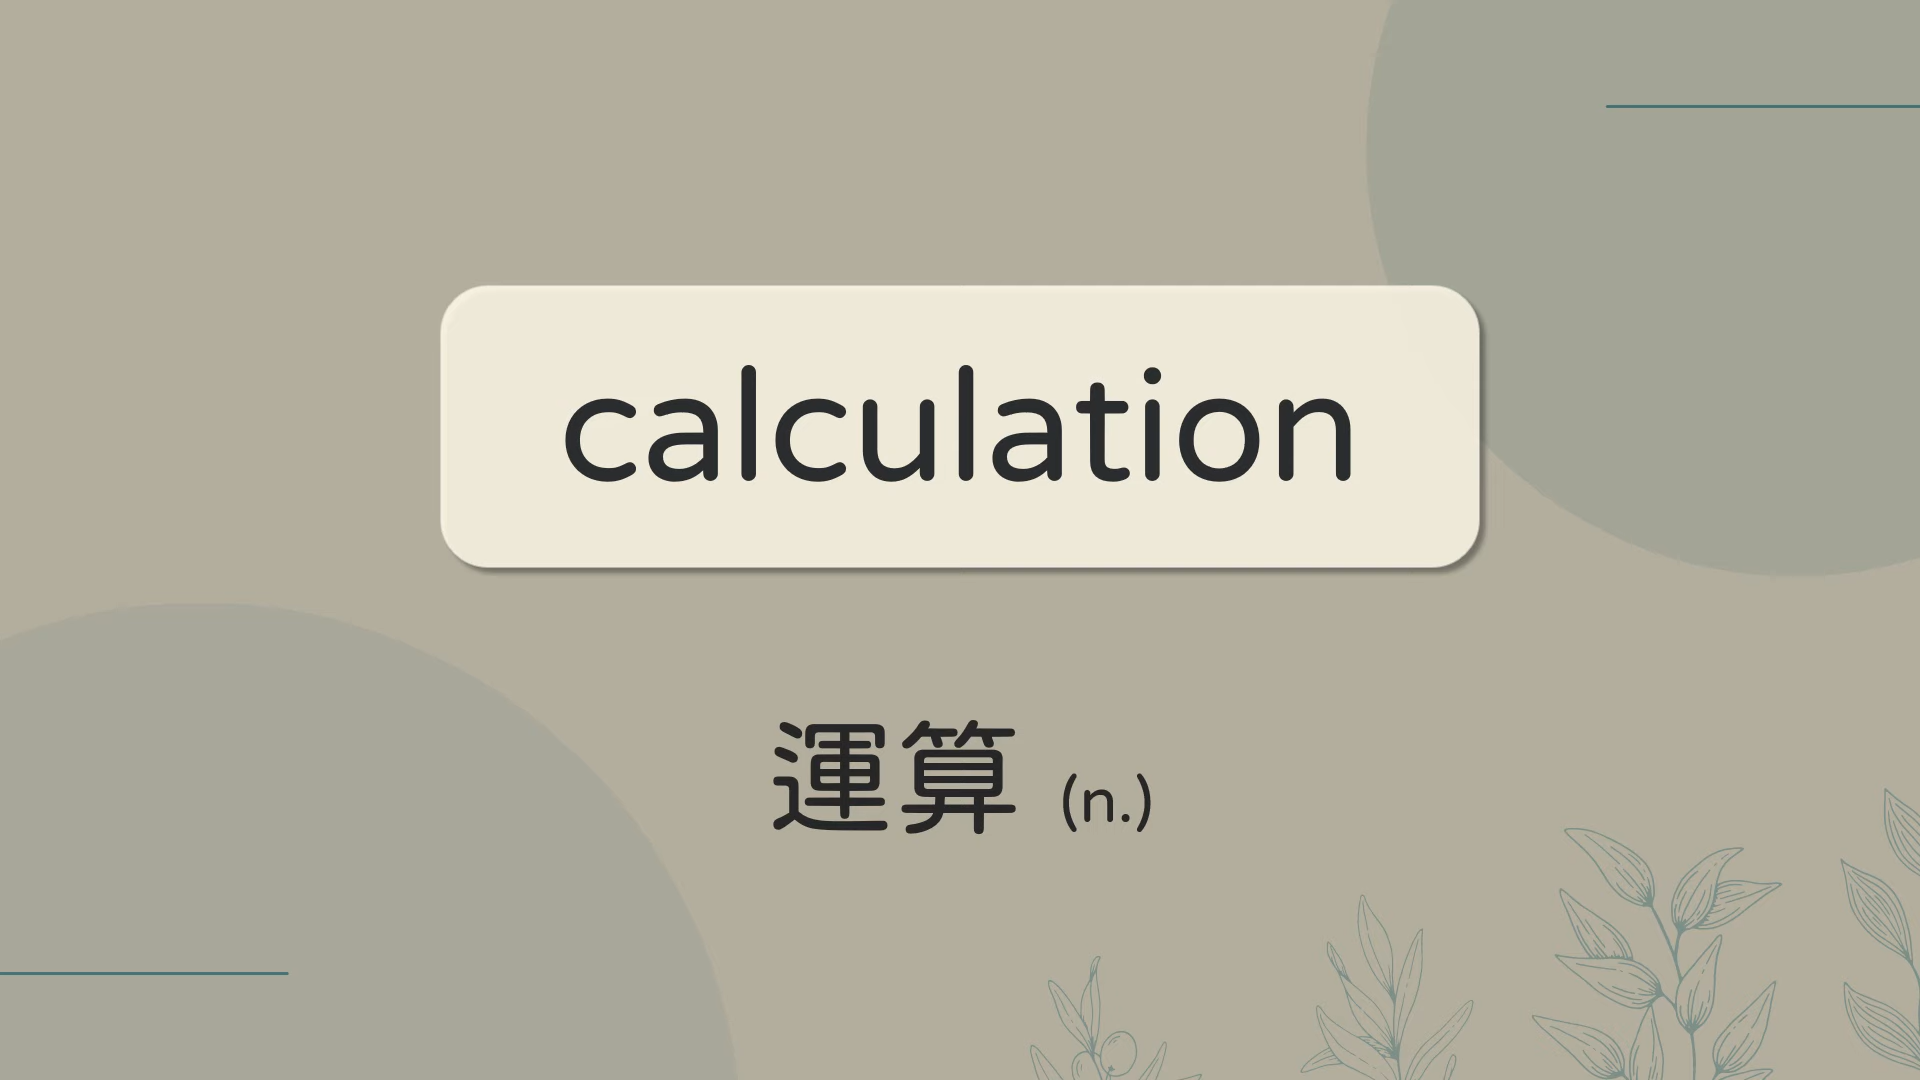 calculation
運算 (n.)